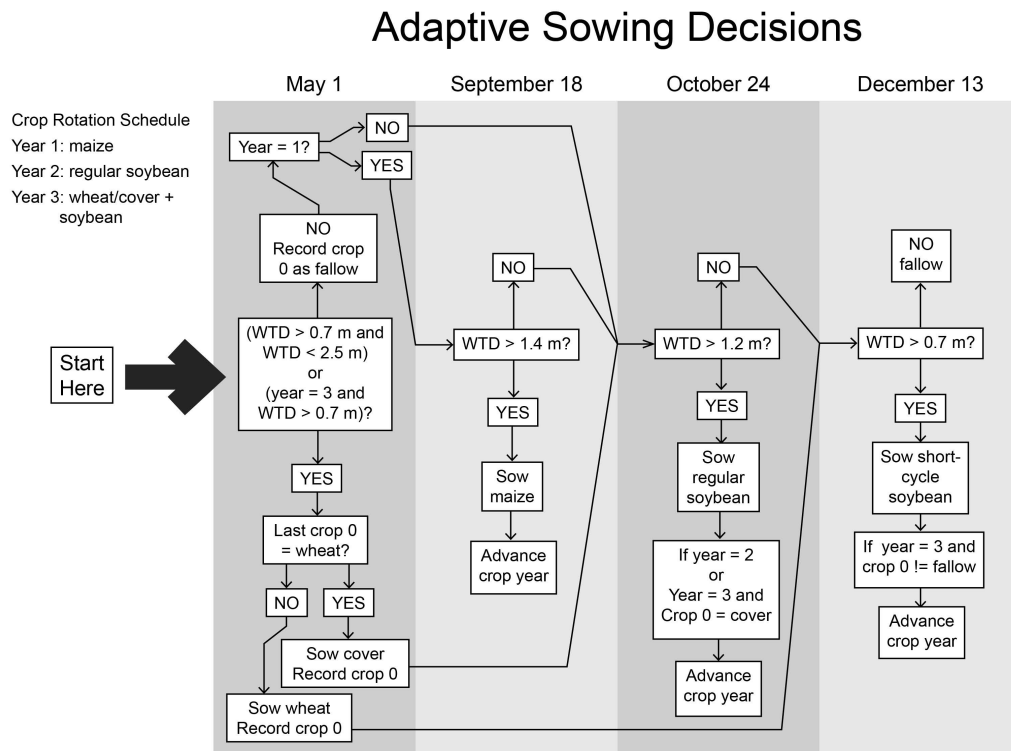 Adaptive Sowing Decisions
May 1
September 18
October 24
December 13
Crop Rotation Schedule
Year 1: maize
Year 2: regular soybean
Year 3: wheat/cover +
soybean
Start
Here
Year = 1?
NO
YES
NO
Record crop
0 as fallow
(WTD > 0.7 m and
WTD < 2.5 m)
or
(year = 3 and
WTD > 0.7 m)?
YES
Last crop 0
= wheat?
NO
YES
Sow cover
Record crop 0
Sow wheat
Record crop 0
NO
WTD > 1.4 m?
YES
Sow
maize
Advance
crop year
NO
WTD > 1.2 m?
YES
Sow
regular
soybean
If year = 2
or
Year = 3 and
Crop 0 = cover
Advance
crop year
NO
fallow
WTD > 0.7 m?
YES
Sow short-
cycle
soybean
If year = 3 and
crop 0 != fallow
Advance
crop year